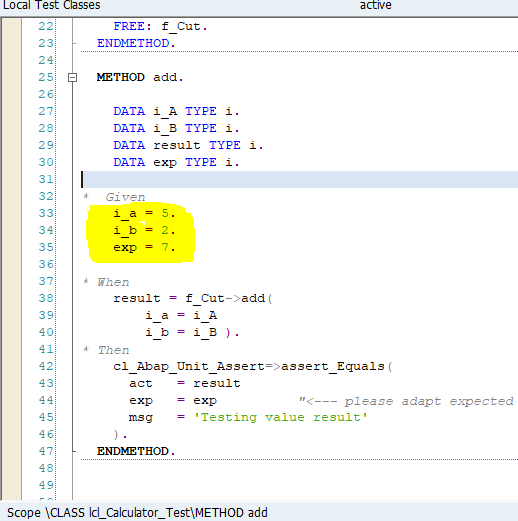 Local Test Classes active
22 FREE: f_Cut.
23 ENDMETHOD.
24
25 METHOD add.
26
27 DATA i_A TYPE i.
28 DATA i_B TYPE i.
29 DATA result TYPE i.
30 DATA exp TYPE i.
31
32 * Given
33 i_a = 5.
34 i_b = 2.
35 exp = 7.
36
37 * When
38 result = f_Cut->add(
39 i_a = i_A
40 i_b = i_B ).
41 * Then
42 cl_Abap_Unit_Assert=>assert_Equals(
43 act = result
44 exp = exp "<--- please adapt expected
45 msg = 'Testing value result'
46 ).
47 ENDMETHOD.
48
49
Scope \CLASS lcl_Calculator_Test\METHOD add